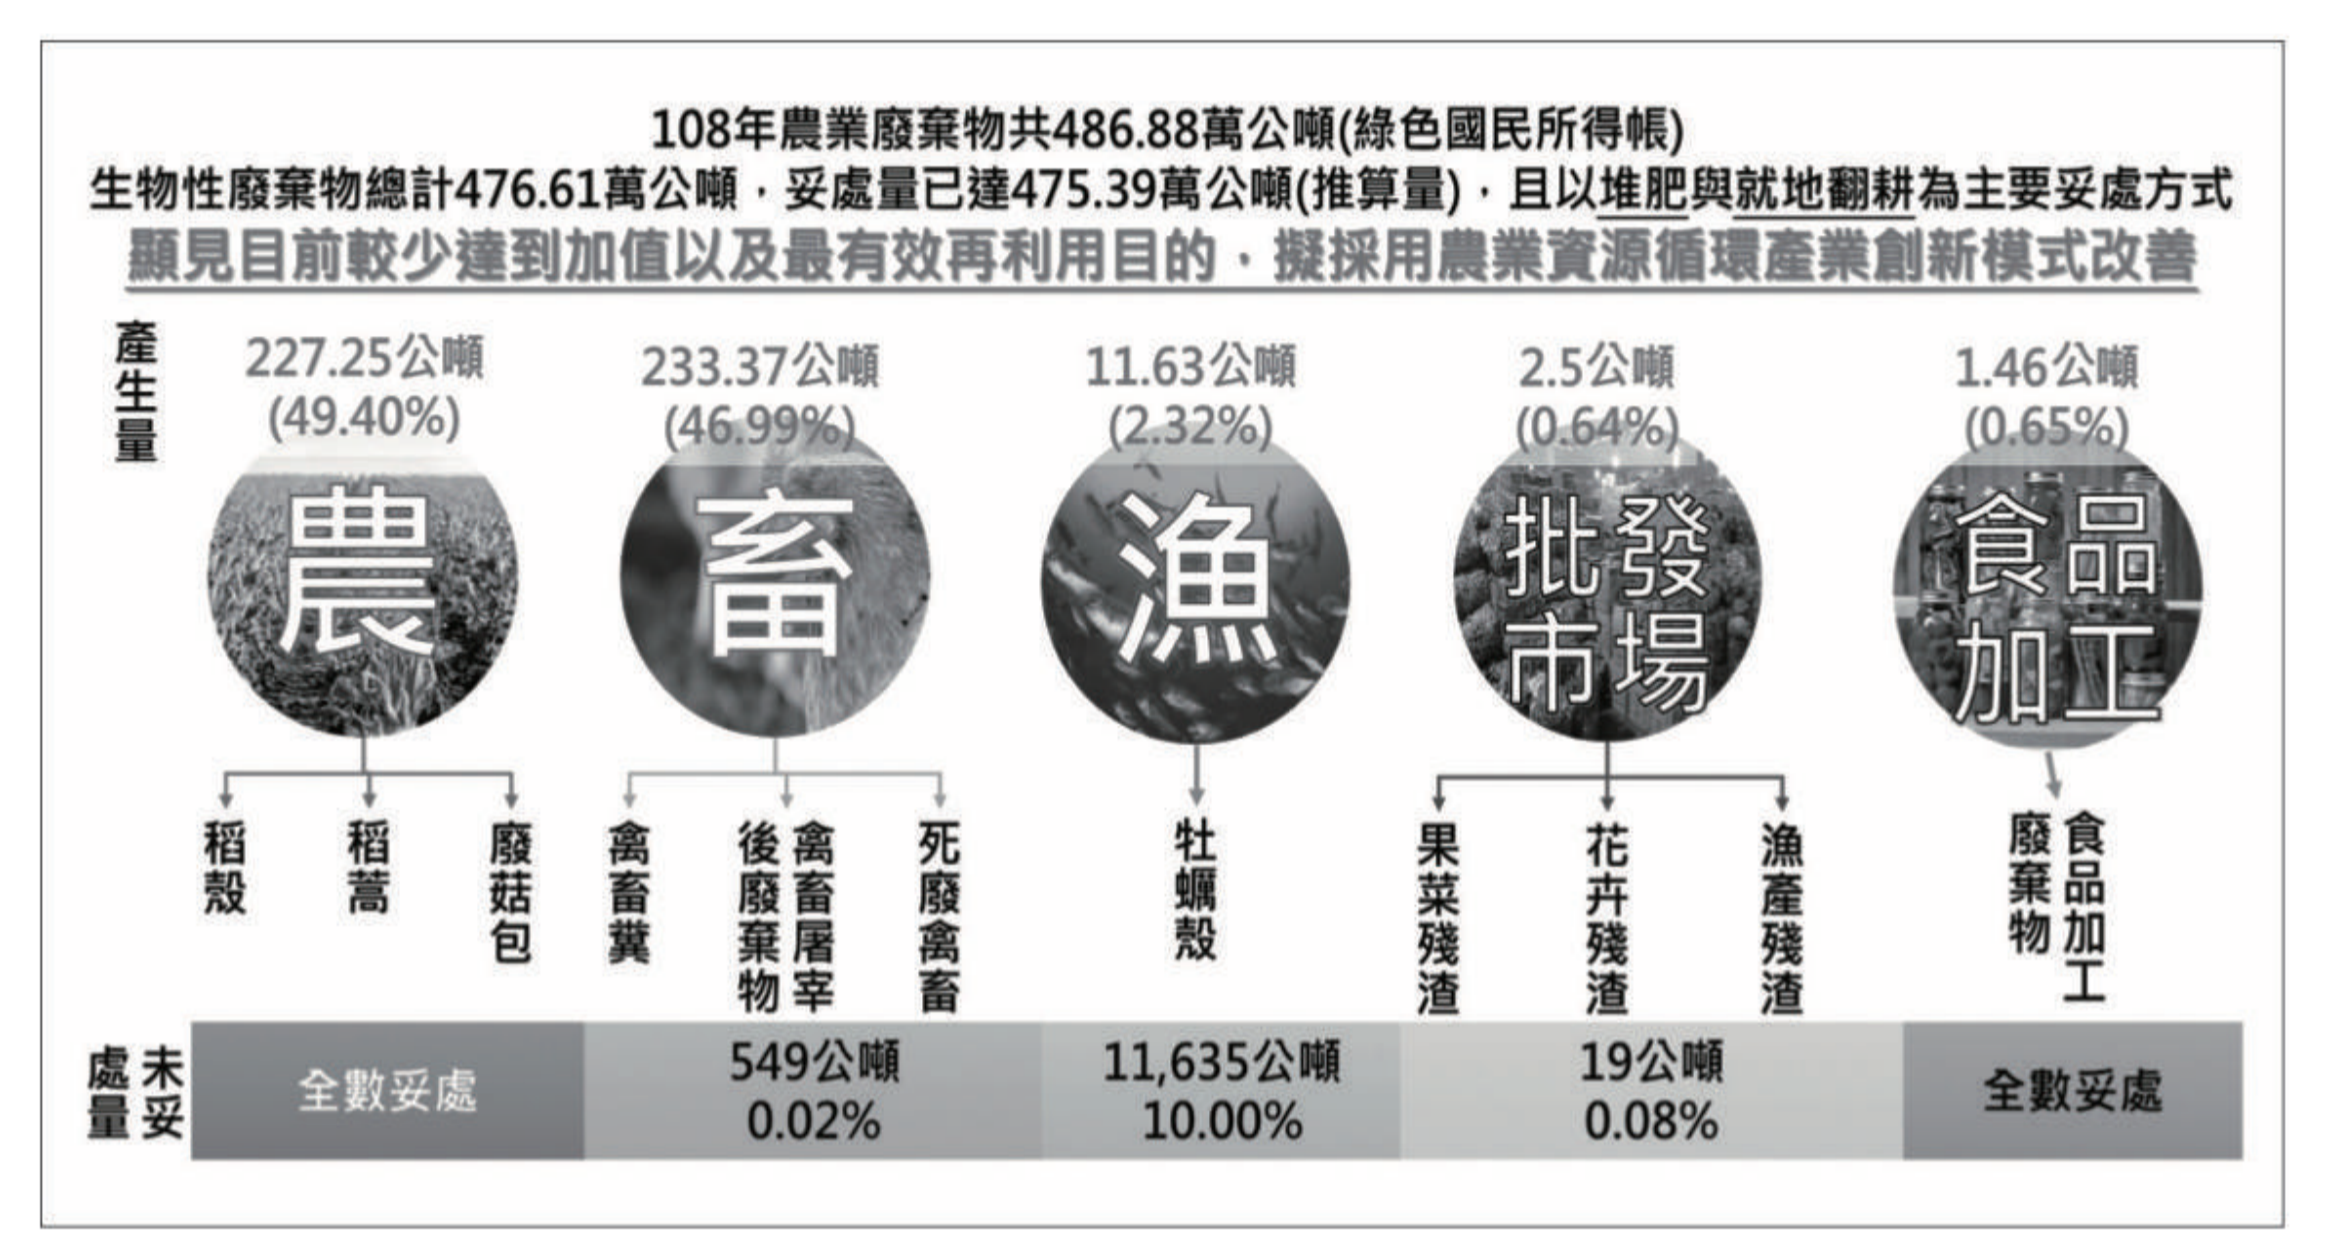 108年農業廢棄物共486.88萬公噸(綠色國民所得帳)
生物性廢棄物總計476.61萬公噸，妥處量已達475.39萬公噸(推算量)，且以堆肥與就地翻耕為主要妥處方式
顯見目前較少達到加值以及最有效再利用目的，擬採用農業資源循環產業創新模式改善
產生量
227.25公噸
(49.40%)
233.37公噸
(46.99%)
11.63公噸
(2.32%)
2.5公噸
(0.64%)
1.46公噸
(0.65%)
農
畜
漁
批發
市場
食品
加工
稻殼
稻蒿
廢菇包
禽畜糞
禽畜屠宰
後廢棄物
死廢禽畜
牡蠣殼
果菜殘渣
花卉殘渣
漁產殘渣
食品加工
廢棄物
未妥
處量
全數妥處
549公噸
0.02%
11,635公噸
10.00%
19公噸
0.08%
全數妥處